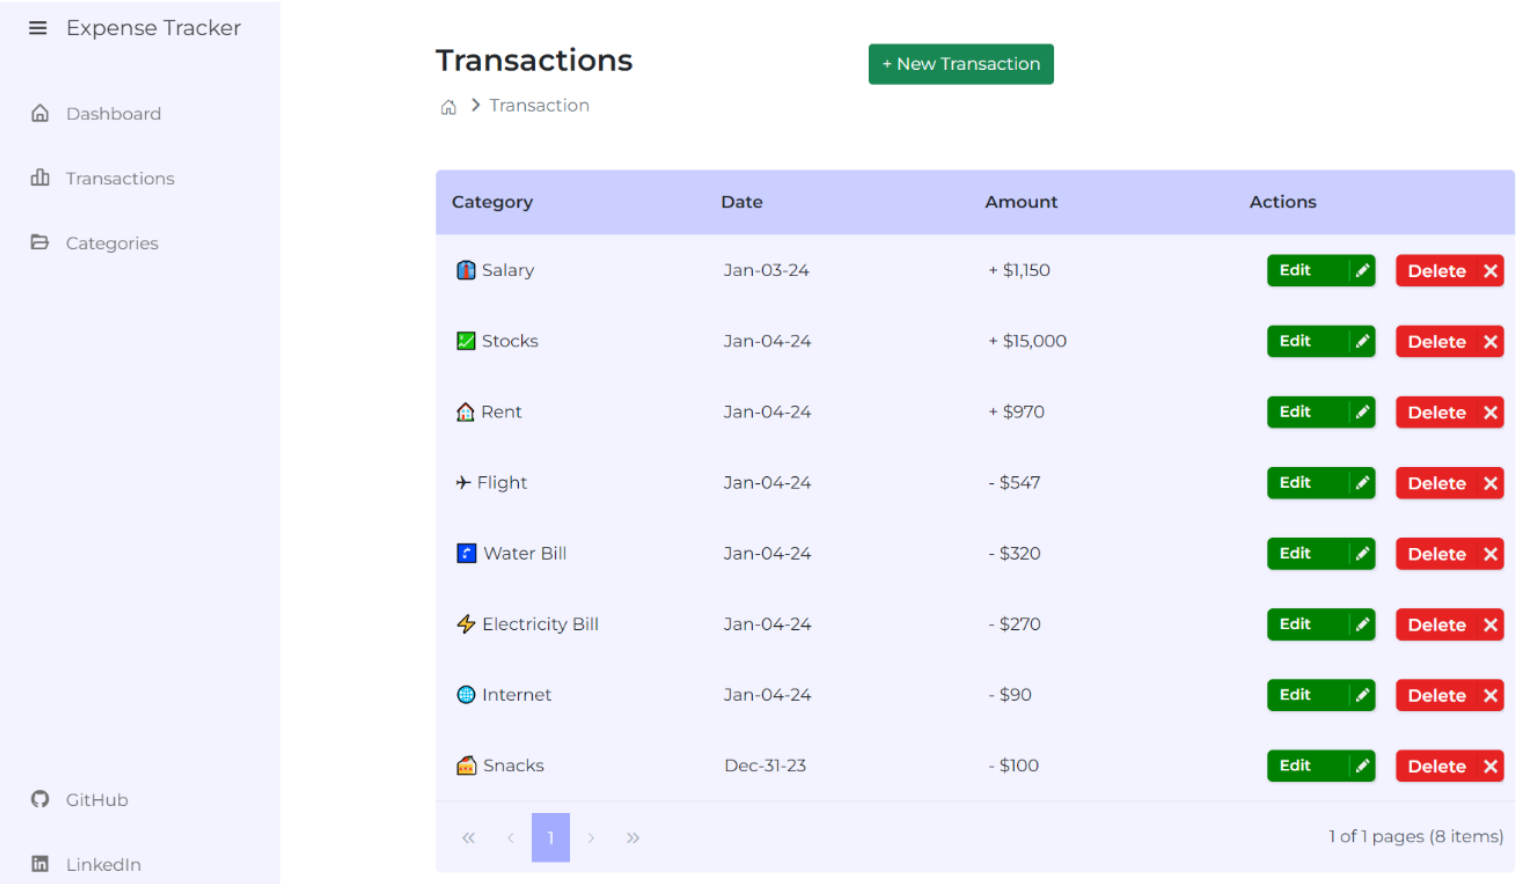 Expense Tracker
Dashboard
Transactions
Categories
GitHub
LinkedIn
Transactions
+ New Transaction
Transaction
Category Date Amount Actions
Salary Jan-03-24 + $1,150 Edit Delete
Stocks Jan-04-24 + $15,000 Edit Delete
Rent Jan-04-24 + $970 Edit Delete
Flight Jan-04-24 - $547 Edit Delete
Water Bill Jan-04-24 - $320 Edit Delete
Electricity Bill Jan-04-24 - $270 Edit Delete
Internet Jan-04-24 - $90 Edit Delete
Snacks Dec-31-23 - $100 Edit Delete
1
1 of 1 pages (8 items)